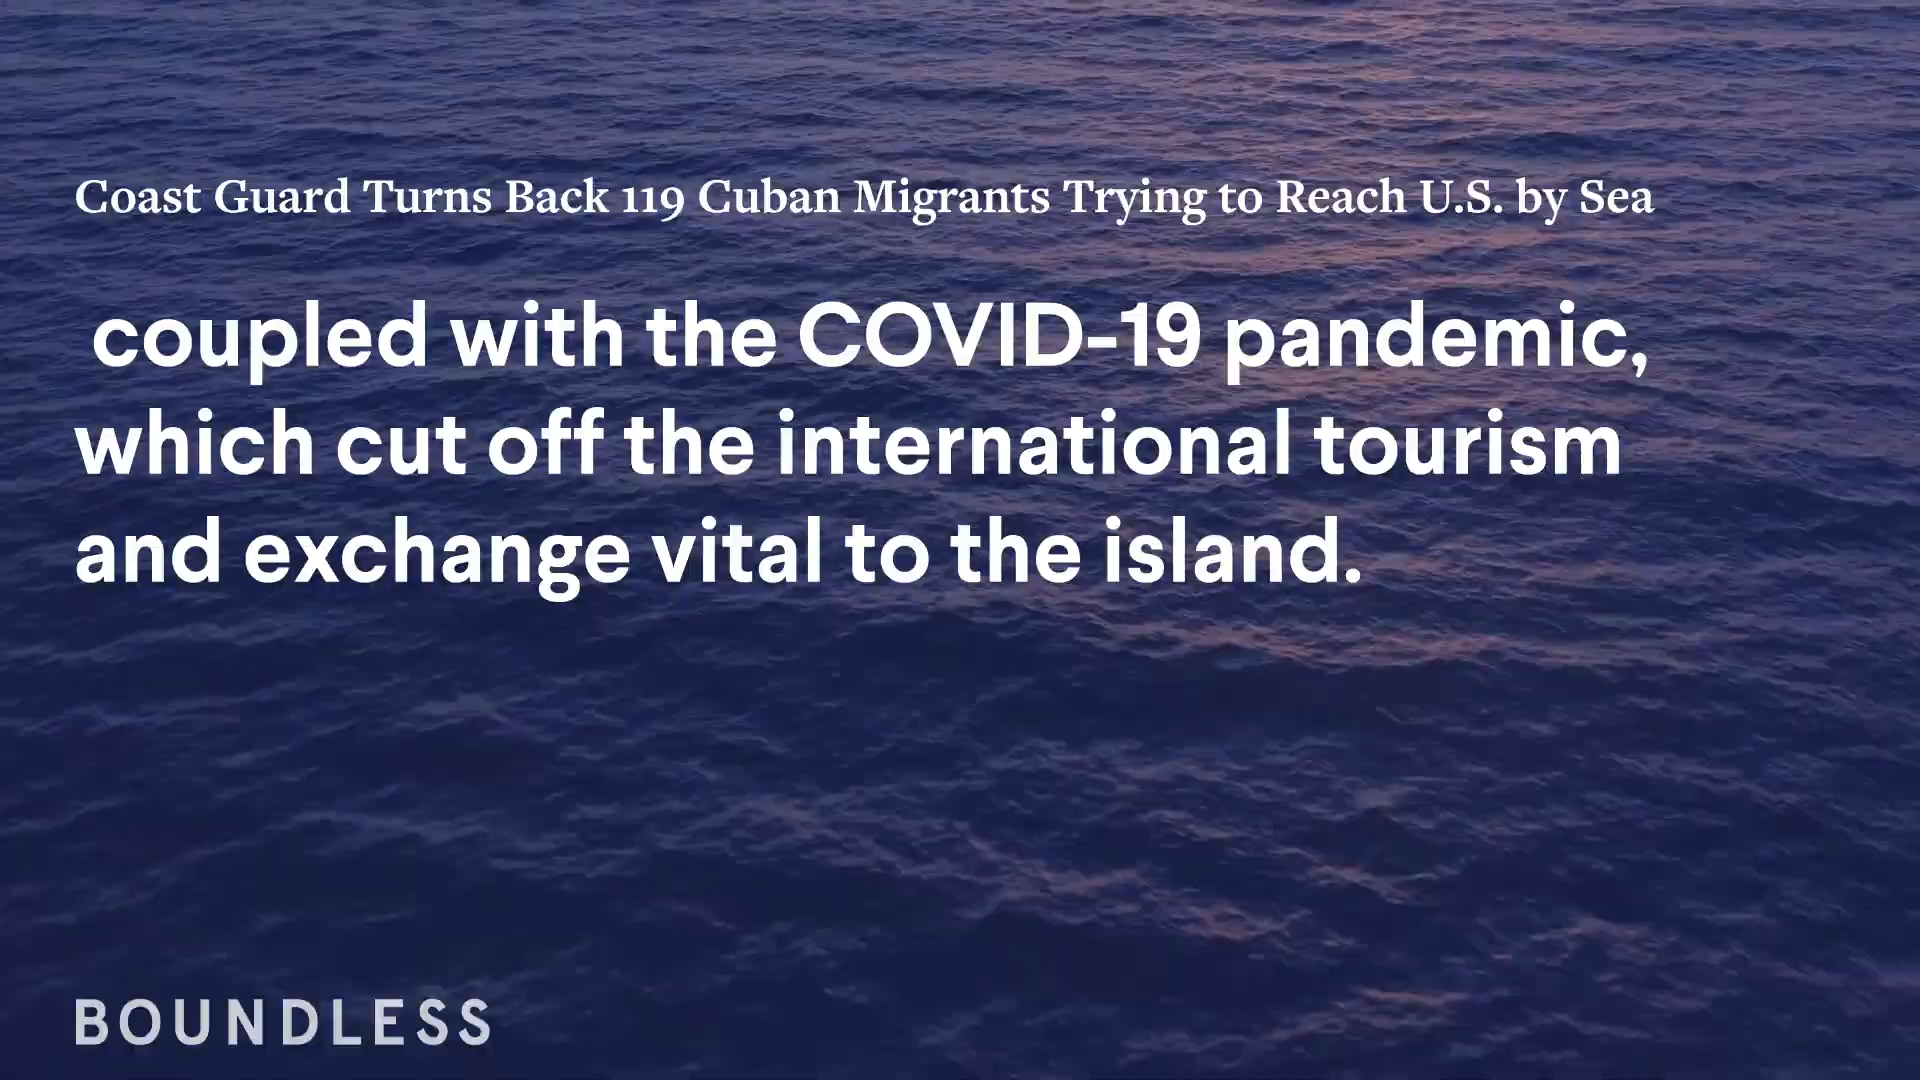 Coast Guard Turns Back 119 Cuban Migrants Trying to Reach U.S. by Sea
coupled with the COVID-19 pandemic,
which cut off the international tourism
and exchange vital to the island.
BOUNDLESS